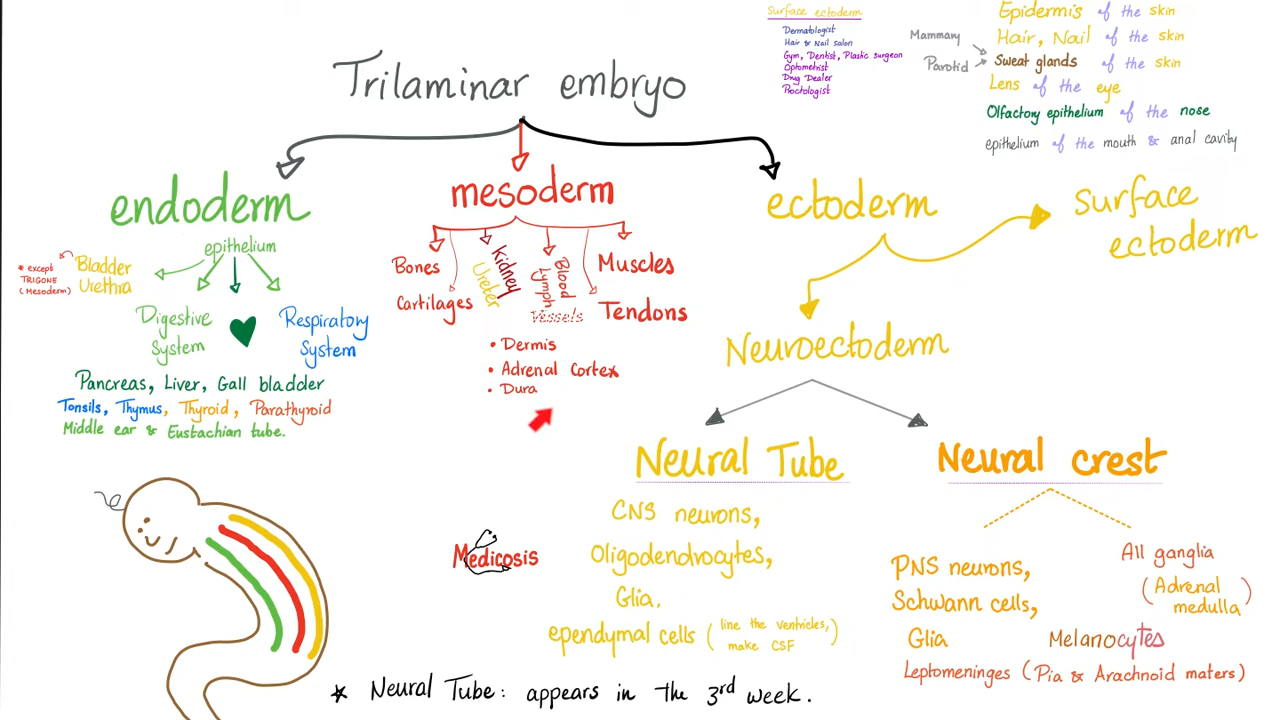 Surface ectoderm
Dermatologist
Hair & Nail salon
Gym, Dentist, Plastic surgeon
Optometrist
Drug Dealer
Proctologist
Mammary
Parotid
Epidermis of the skin
Hair, Nail of the skin
Sweat glands of the skin
Lens of the eye
Olfactory epithelium of the nose
epithelium of the mouth & anal cavity
Trilaminar embryo
endoderm
epithelium
* except
TRIGONE
(Mesoderm)
Bladder
Urethra
Digestive
System
Respiratory
System
Pancreas, Liver, Gall bladder
Tonsils, Thymus, Thyroid, Parathyroid
Middle ear & Eustachian tube.
mesoderm
Bones
Cartilages
Kidney
Ureter
Blood
Lymph
Vessels
Muscles
Tendons
• Dermis
• Adrenal Cortex
• Dura
ectoderm
surface
ectoderm
Neuroectoderm
Neural Tube
CNS neurons,
Oligodendrocytes,
Glia.
ependymal cells (line the ventricles,
make CSF)
Neural crest
PNS neurons,
Schwann cells,
Glia
All ganglia
(Adrenal
medulla)
Melanocytes
Leptomeninges (Pia & Arachnoid maters)
Medicosis
* Neural Tube: appears in the 3rd week.